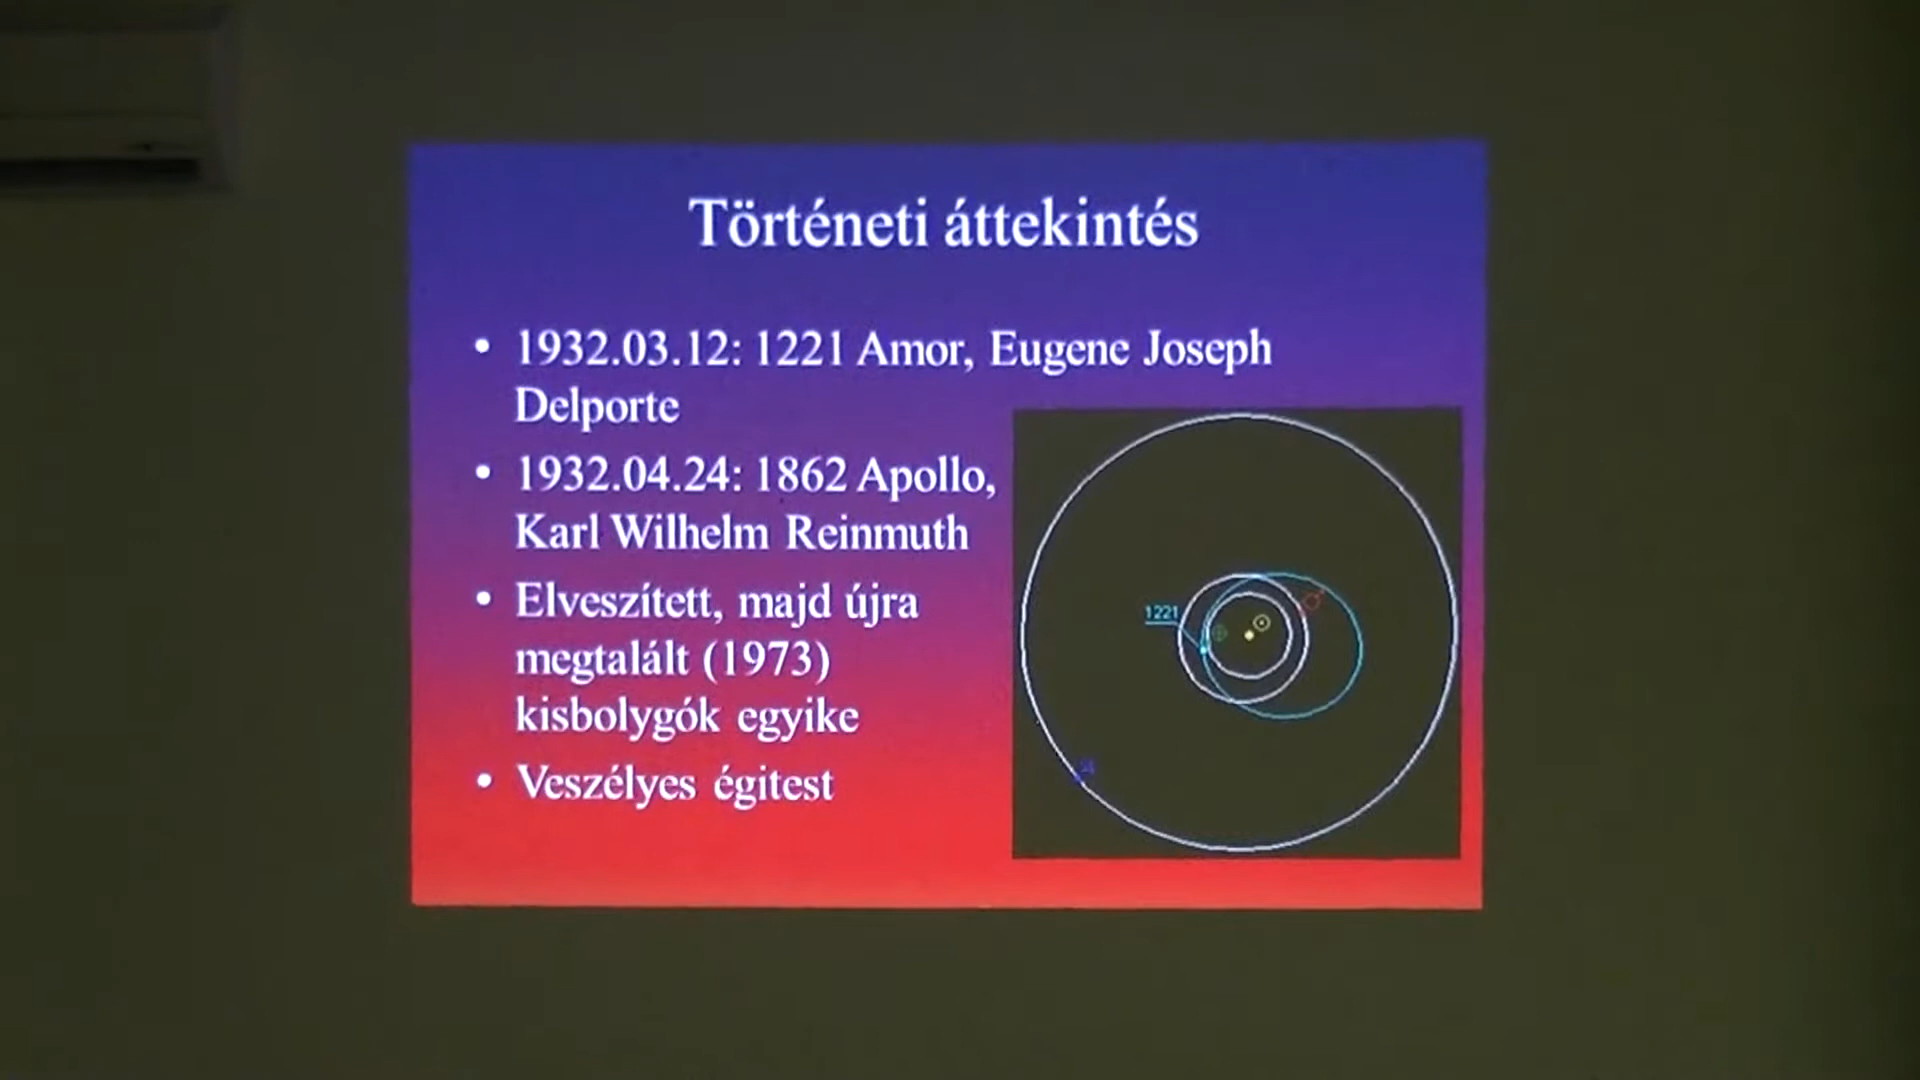 Történeti áttekintés
• 1932.03.12: 1221 Amor, Eugene Joseph
Delporte
• 1932.04.24: 1862 Apollo,
Karl Wilhelm Reinmuth
• Elveszített, majd újra
megtalált (1973)
kisbolygók egyike
• Veszélyes égitest
1221